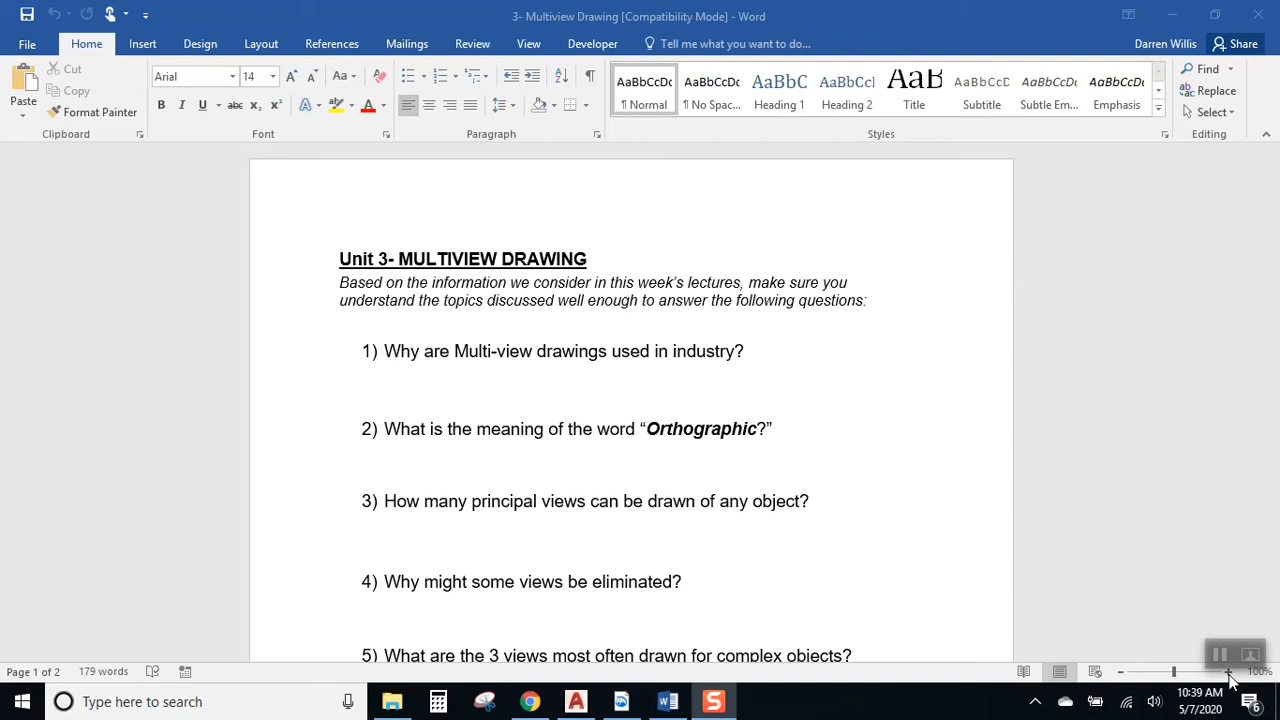 3- Multiview Drawing [Compatibility Mode] - Word
File Home Insert Design Layout References Mailings Review View Developer Tell me what you want to do... Darren Willis Share
Paste Cut Copy Format Painter
Arial 14
AaBbCcDc AaBbCcDc AaBbC AaBbCcI AaB AaBbCcD AaBbCcDc AaBbCcDc
¶ Normal ¶ No Spac... Heading 1 Heading 2 Title Subtitle Subtle Em... Emphasis
Find Replace Select
Clipboard Font Paragraph Styles Editing
Unit 3- MULTIVIEW DRAWING
Based on the information we consider in this week's lectures, make sure you
understand the topics discussed well enough to answer the following questions:
1) Why are Multi-view drawings used in industry?
2) What is the meaning of the word “Orthographic?”
3) How many principal views can be drawn of any object?
4) Why might some views be eliminated?
5) What are the 3 views most often drawn for complex objects?
Page 1 of 2 179 words 100%
Type here to search
10:39 AM
5/7/2020
6